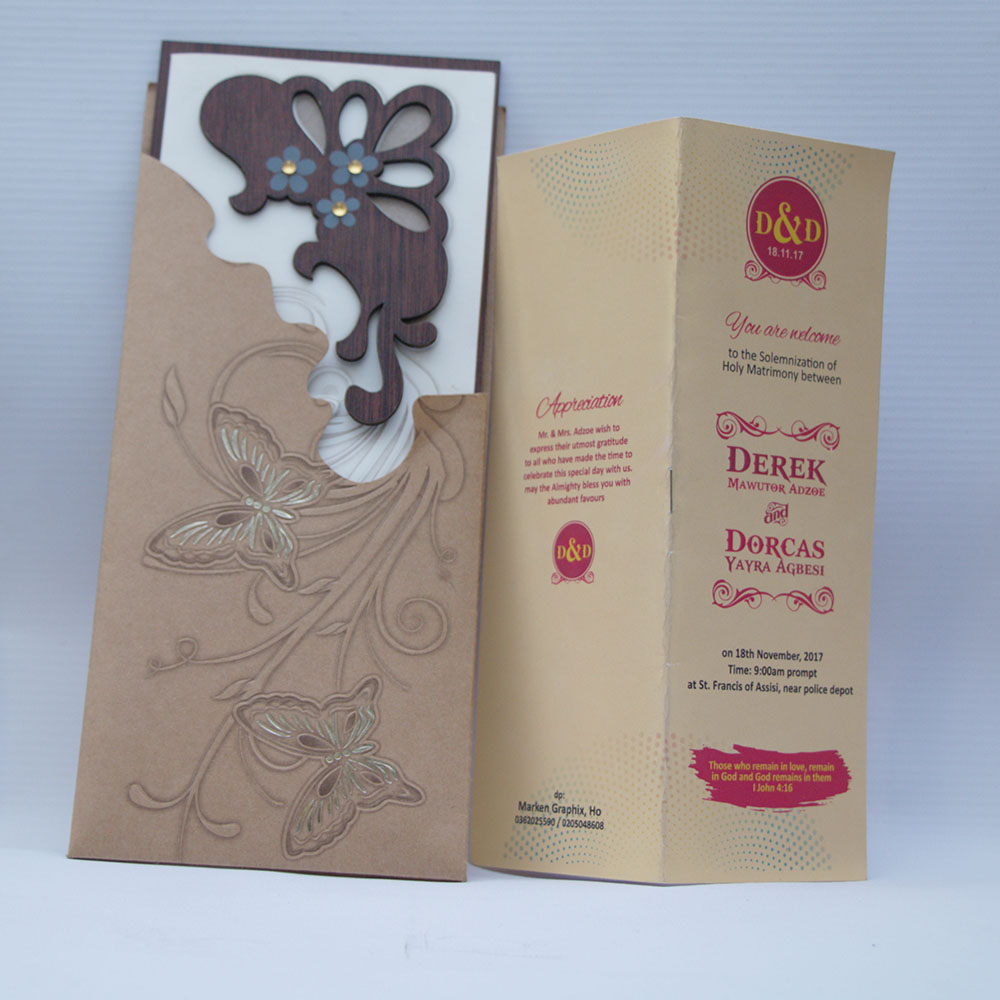 Appreciation
Mr. & Mrs. Adzoe wish to
express their utmost gratitude
to all who have made the time to
celebrate this special day with us.
may the Almighty bless you with
abundant favours
D&D
dp:
Marken Graphix, Ho
0362025590 / 0205048608
D&D
18.11.17
You are welcome
to the Solemnization of
Holy Matrimony between
DEREK
MAWUTOR ADZOE
and
DORCAS
YAYRA AGBESI
on 18th November, 2017
Time: 9:00am prompt
at St. Francis of Assisi, near police depot
Those who remain in love, remain
in God and God remains in them
I John 4:16